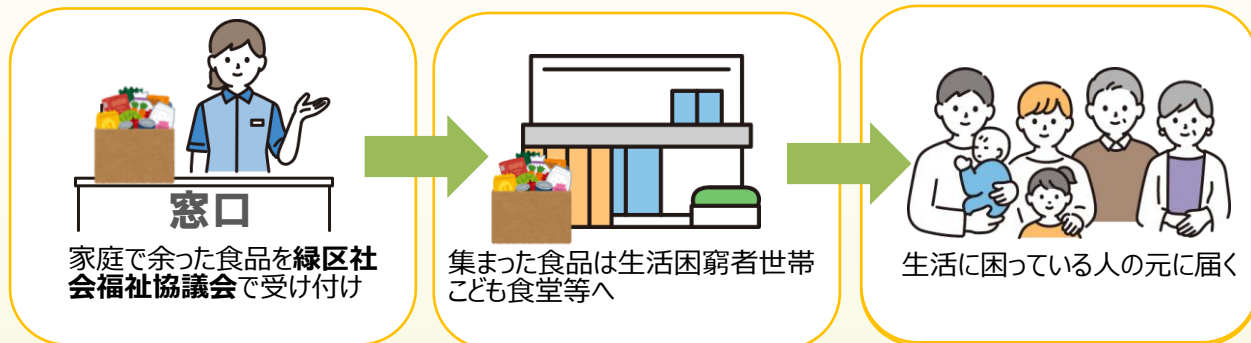 窓口
家庭で余った食品を緑区社
会福祉協議会で受け付け
集まった食品は生活困窮者世帯
こども食堂等へ
生活に困っている人の元に届く